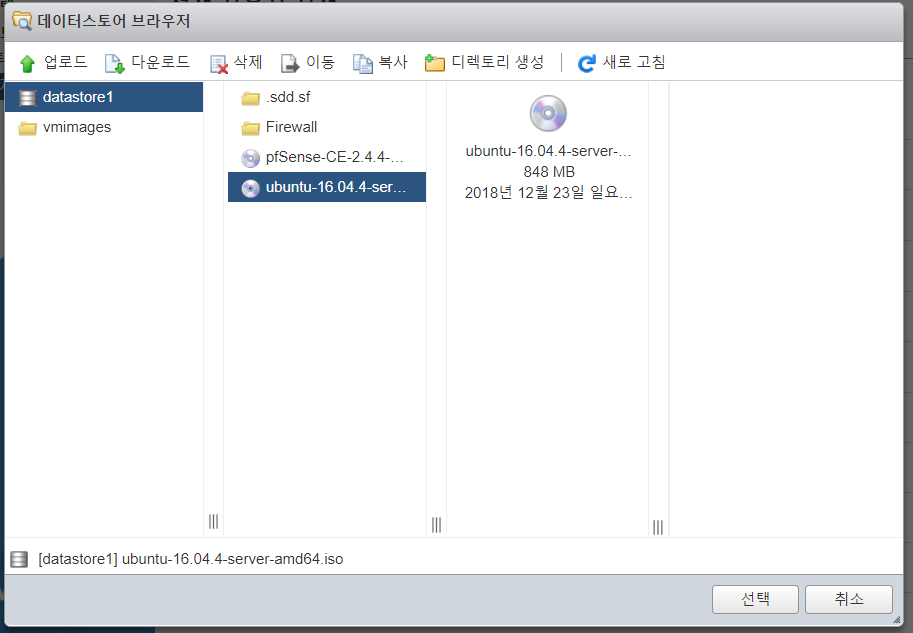 데이터스토어 브라우저
업로드 다운로드 삭제 이동 복사 디렉토리 생성 새로 고침
datastore1
vmimages
.sdd.sf
Firewall
pfSense-CE-2.4.4-...
ubuntu-16.04.4-ser...
ubuntu-16.04.4-server-...
848 MB
2018년 12월 23일 일요...
[datastore1] ubuntu-16.04.4-server-amd64.iso
선택 취소